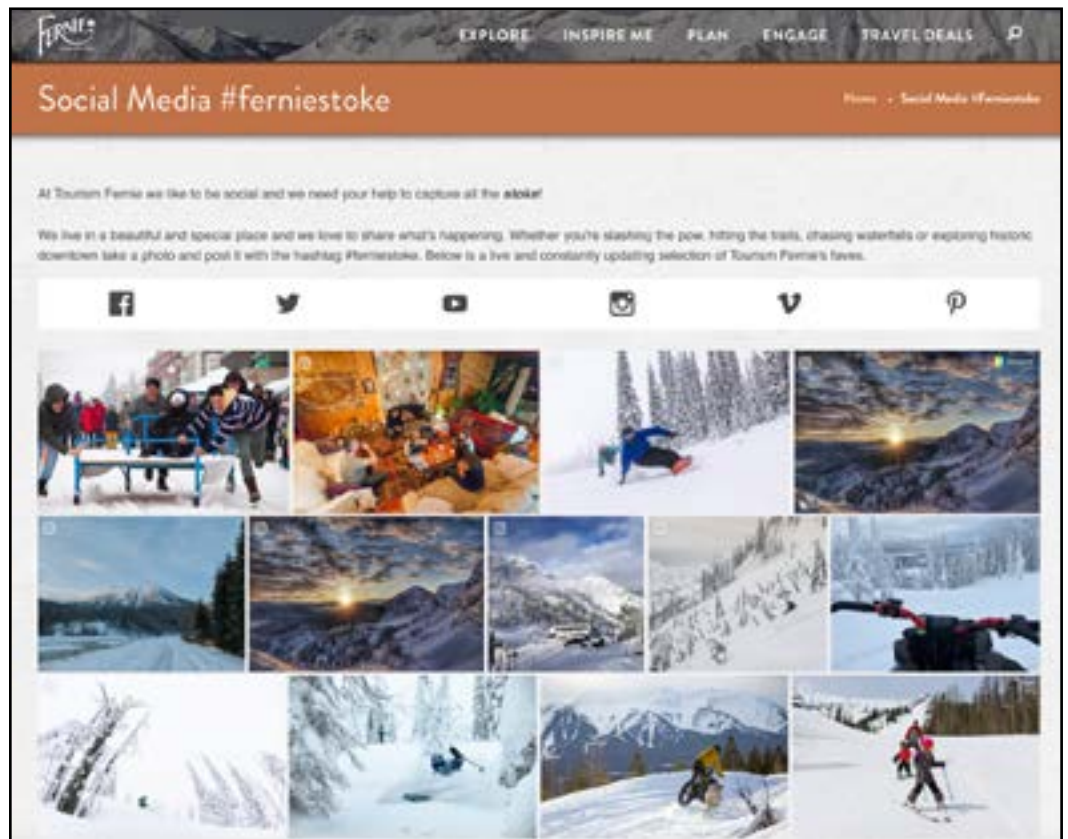 FERNIE
EXPLORE INSPIRE ME PLAN ENGAGE TRAVEL DEALS
Social Media #ferniestoke
Home • Social Media #Ferniestoke
At Tourism Fernie we like to be social and we need your help to capture all the stoke!
We live in a beautiful and special place and we love to share what's happening. Whether you're slashing the pow, hitting the trails, chasing waterfalls or exploring historic
downtown take a photo and post it with the hashtag #ferniestoke. Below is a live and constantly updating selection of Tourism Fernie's faves.